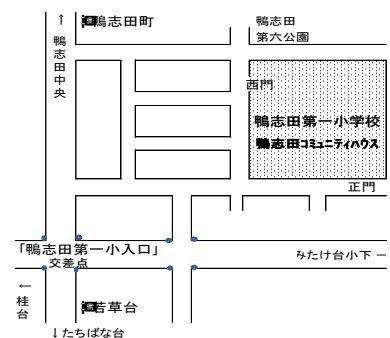 ↑鴨志田中央
鴨志田町
鴨志田
第六公園
西門
鴨志田第一小学校
鴨志田コミュニティハウス
正門
「鴨志田第一小入口」
交差点
みたけ台小下
←桂台
若草台
↓たちばな台